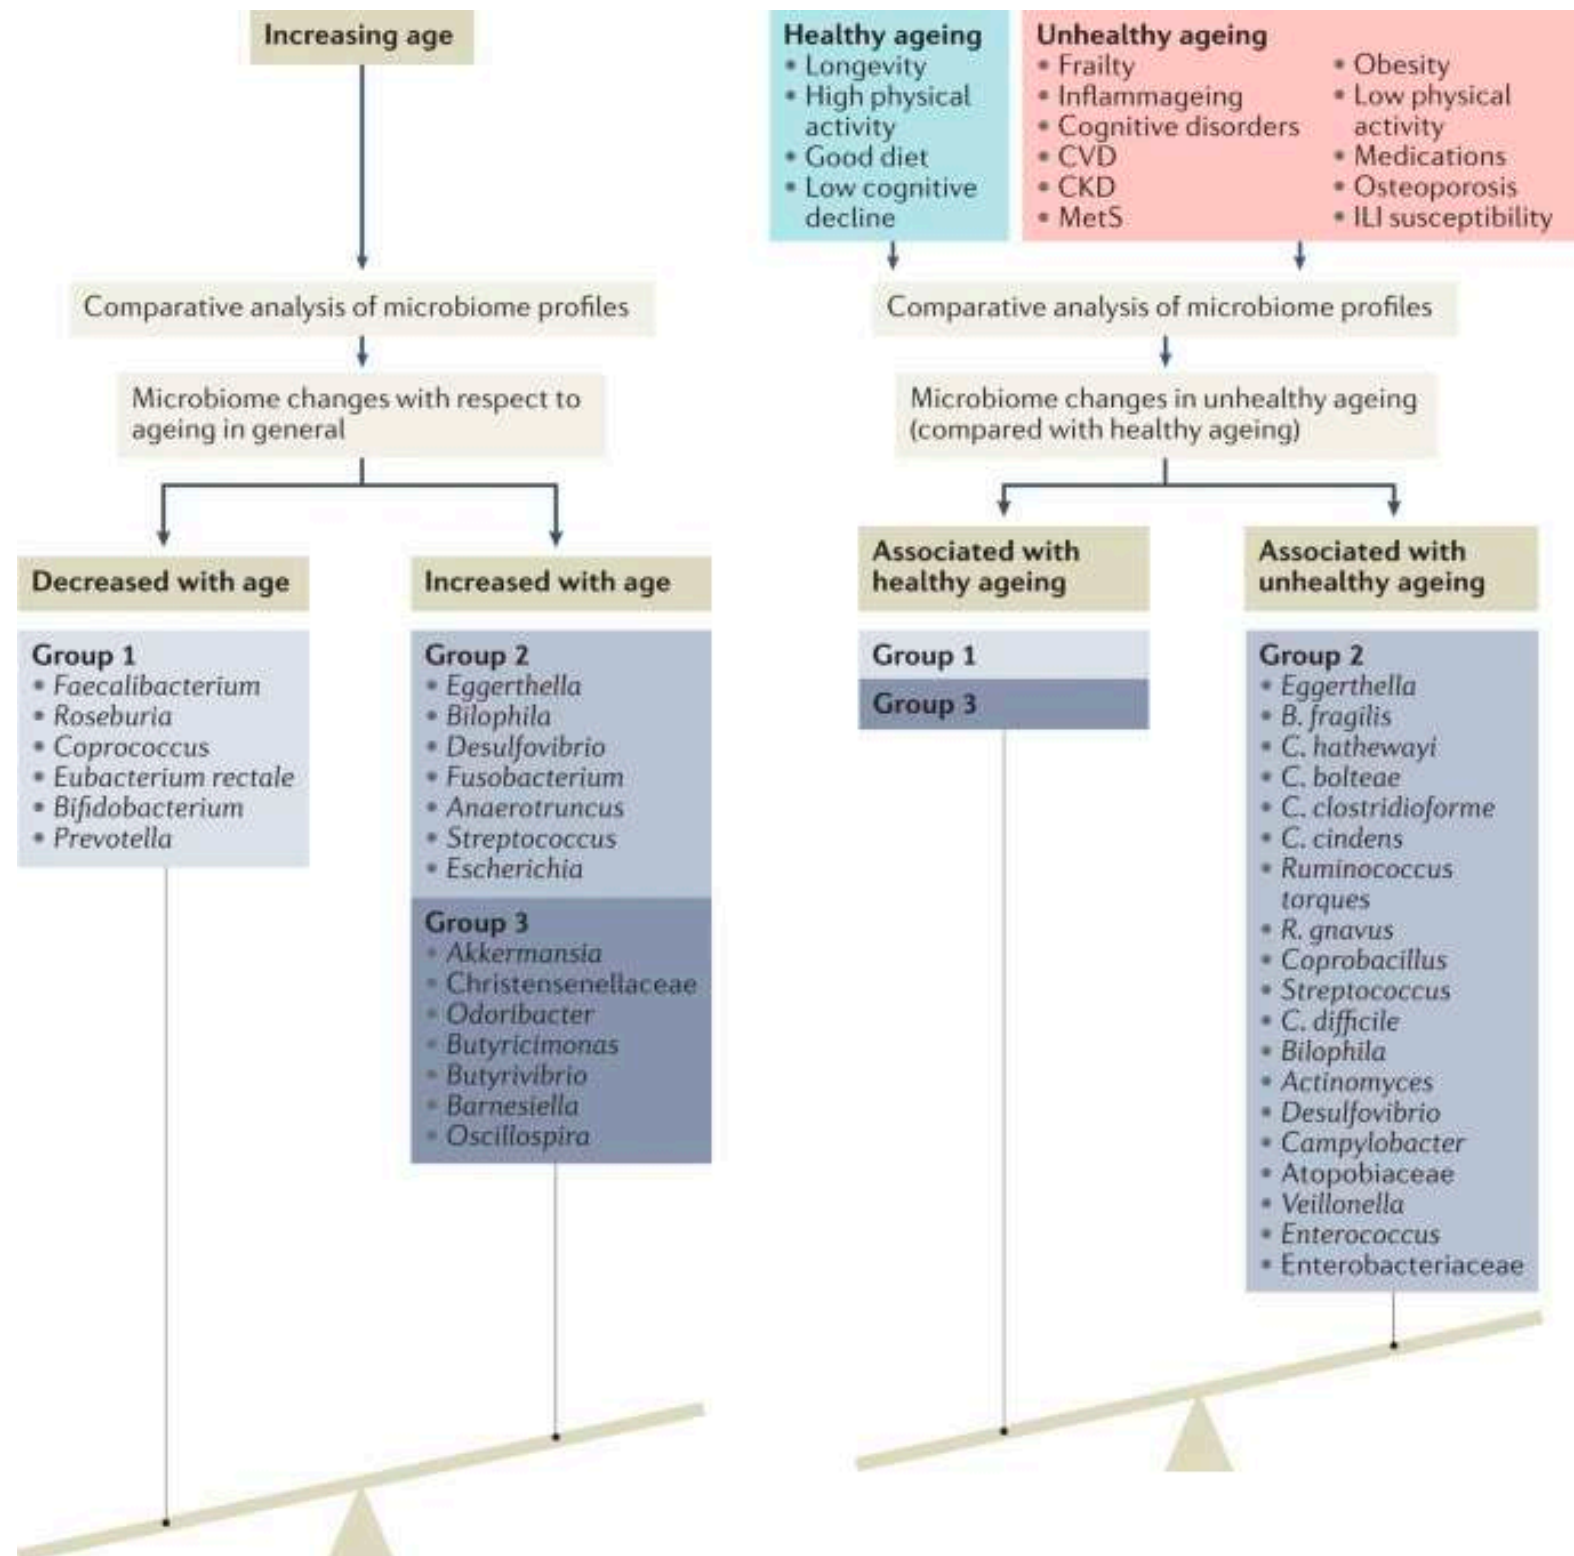 Increasing age
Comparative analysis of microbiome profiles
Microbiome changes with respect to
ageing in general
Decreased with age
Group 1
• Faecalibacterium
• Roseburia
• Coprococcus
• Eubacterium rectale
• Bifidobacterium
• Prevotella
Increased with age
Group 2
• Eggerthella
• Bilophila
• Desulfovibrio
• Fusobacterium
• Anaerotruncus
• Streptococcus
• Escherichia
Group 3
• Akkermansia
• Christensenellaceae
• Odoribacter
• Butyricimonas
• Butyrivibrio
• Barnesiella
• Oscillospira
Healthy ageing
• Longevity
• High physical
activity
• Good diet
• Low cognitive
decline
Unhealthy ageing
• Frailty
• Inflammageing
• Cognitive disorders
• CVD
• CKD
• MetS
• Obesity
• Low physical
activity
• Medications
• Osteoporosis
• ILI susceptibility
Comparative analysis of microbiome profiles
Microbiome changes in unhealthy ageing
(compared with healthy ageing)
Associated with
healthy ageing
Group 1
Group 3
Associated with
unhealthy ageing
Group 2
• Eggerthella
• B. fragilis
• C. hathewayi
• C. bolteae
• C. clostridioforme
• C. cindens
• Ruminococcus
torques
• R. gnavus
• Coprobacillus
• Streptococcus
• C. difficile
• Bilophila
• Actinomyces
• Desulfovibrio
• Campylobacter
• Atopobiaceae
• Veillonella
• Enterococcus
• Enterobacteriaceae